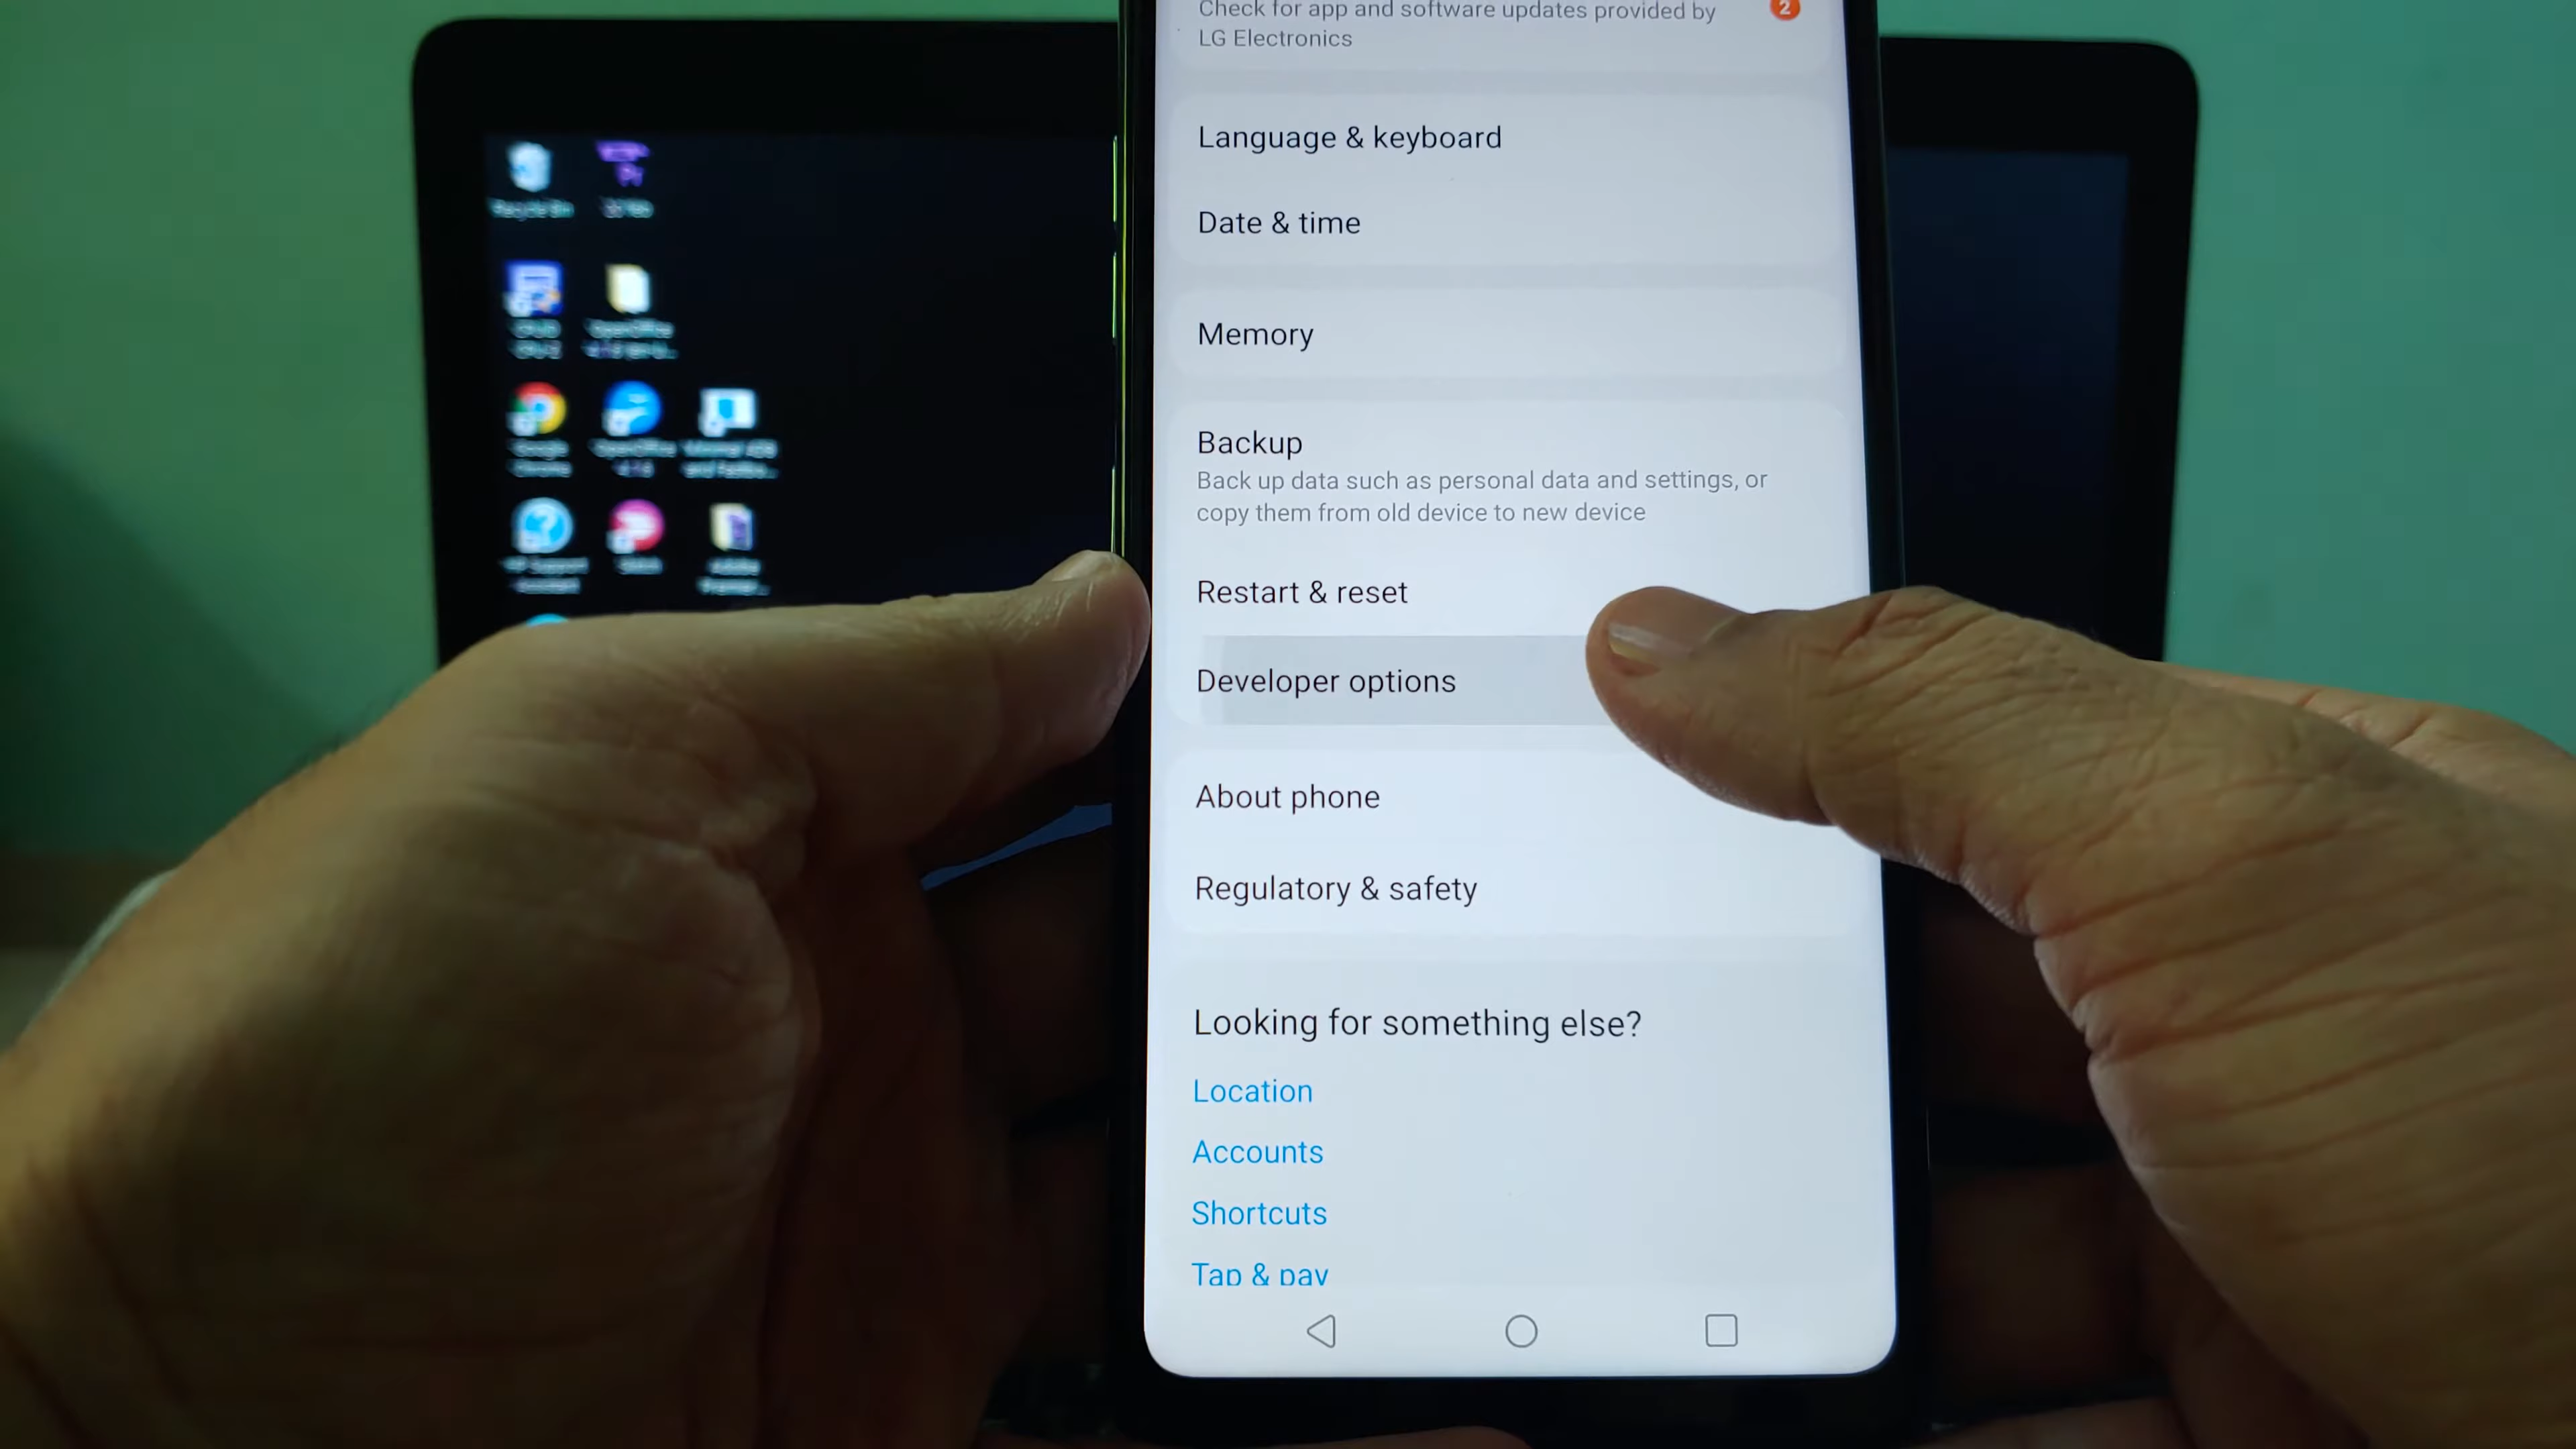 Check for app and software updates provided by
LG Electronics
2
Language & keyboard
Date & time
Memory
Backup
Back up data such as personal data and settings, or
copy them from old device to new device
Restart & reset
Developer options
About phone
Regulatory & safety
Looking for something else?
Location
Accounts
Shortcuts
Tap & pay